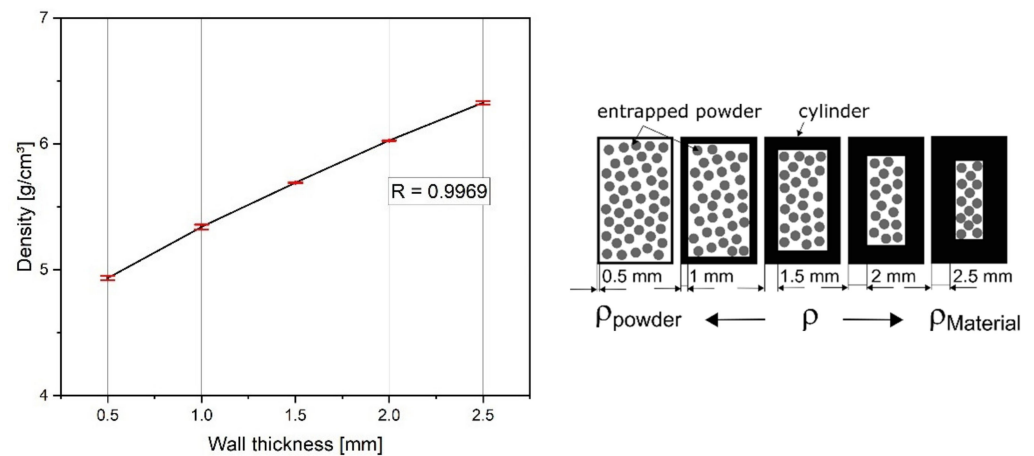 7
6
5
4
Density [g/cm³]
R = 0.9969
0.5 1.0 1.5 2.0 2.5
Wall thickness [mm]
entrapped powder cylinder
0.5 mm 1 mm 1.5 mm 2 mm 2.5 mm
ρpowder ρ ρMaterial